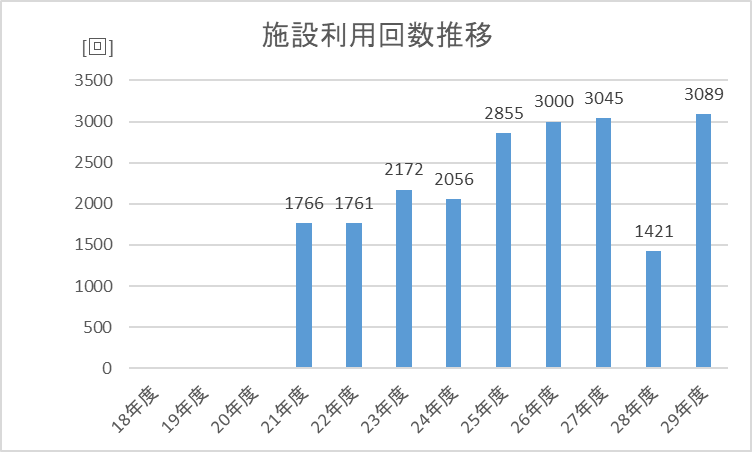 施設利用回数推移
[回]
3500
3000
2500
2000
1500
1000
500
0
1766
1761
2172
2056
2855
3000
3045
1421
3089
18年度
19年度
20年度
21年度
22年度
23年度
24年度
25年度
26年度
27年度
28年度
29年度